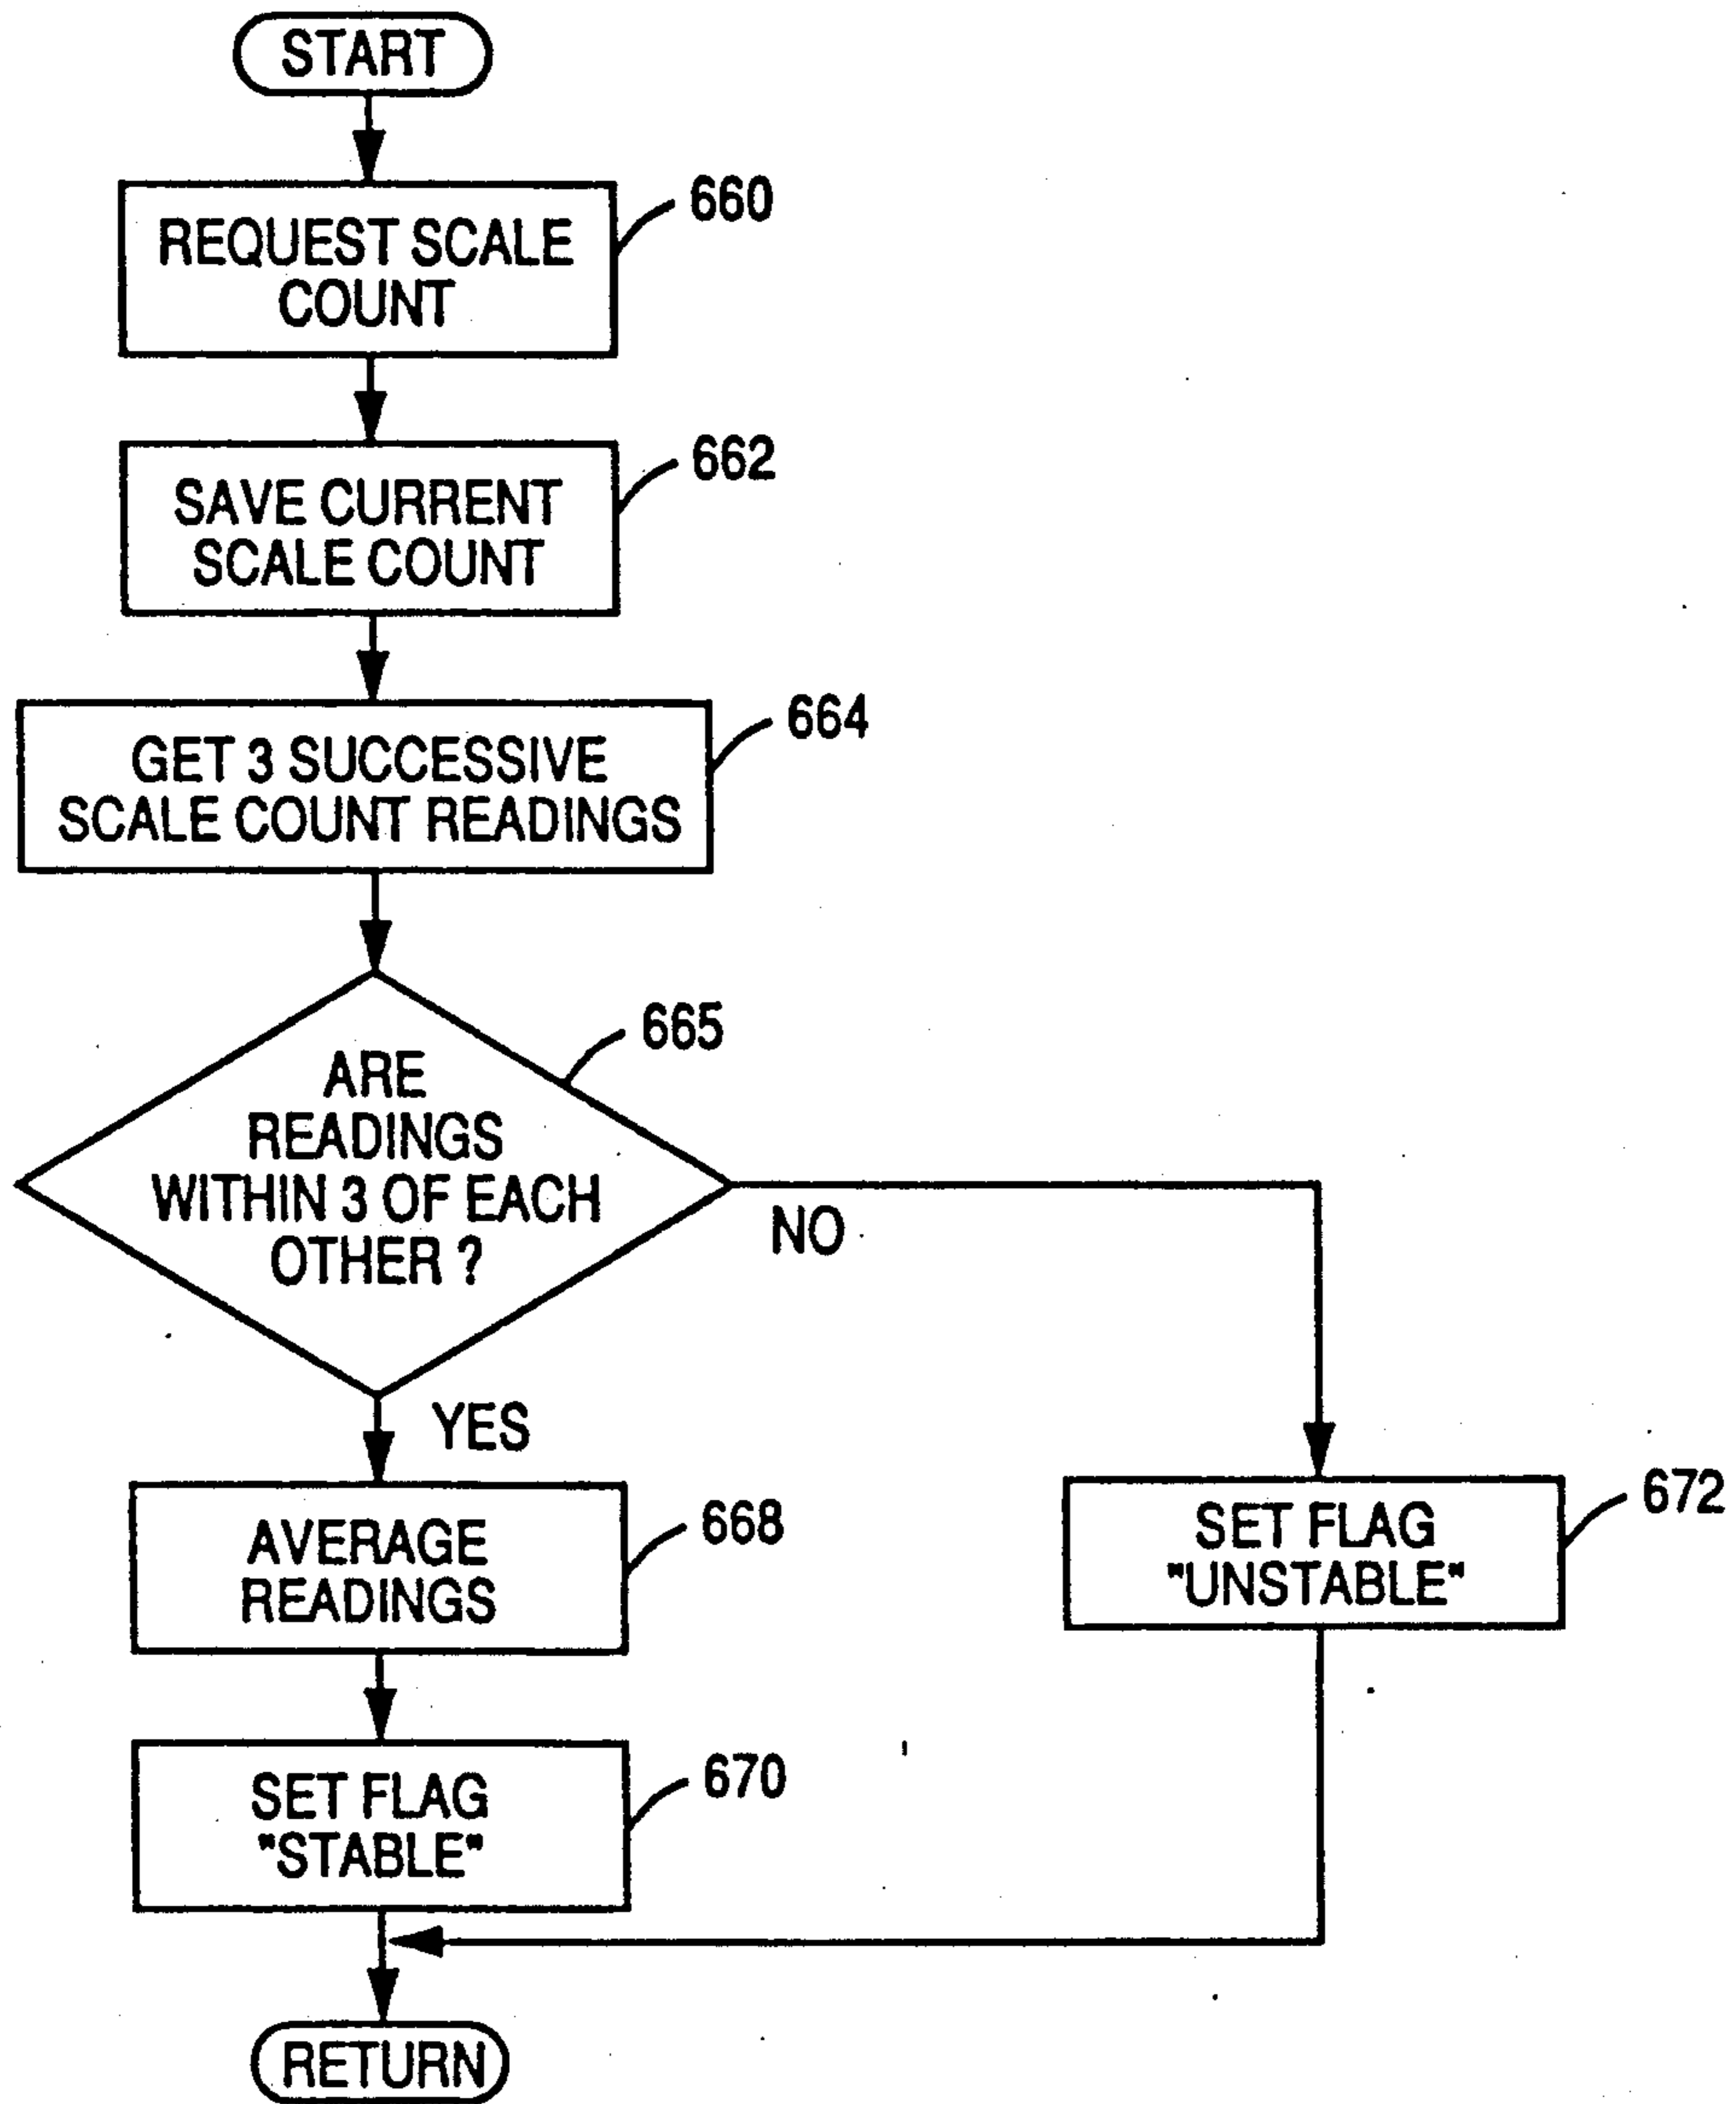 START
660
REQUEST SCALE
COUNT
662
SAVE CURRENT
SCALE COUNT
664
GET 3 SUCCESSIVE
SCALE COUNT READINGS
665
ARE
READINGS
WITHIN 3 OF EACH
OTHER ?
NO
YES
668
AVERAGE
READINGS
672
SET FLAG
"UNSTABLE"
670
SET FLAG
"STABLE"
RETURN